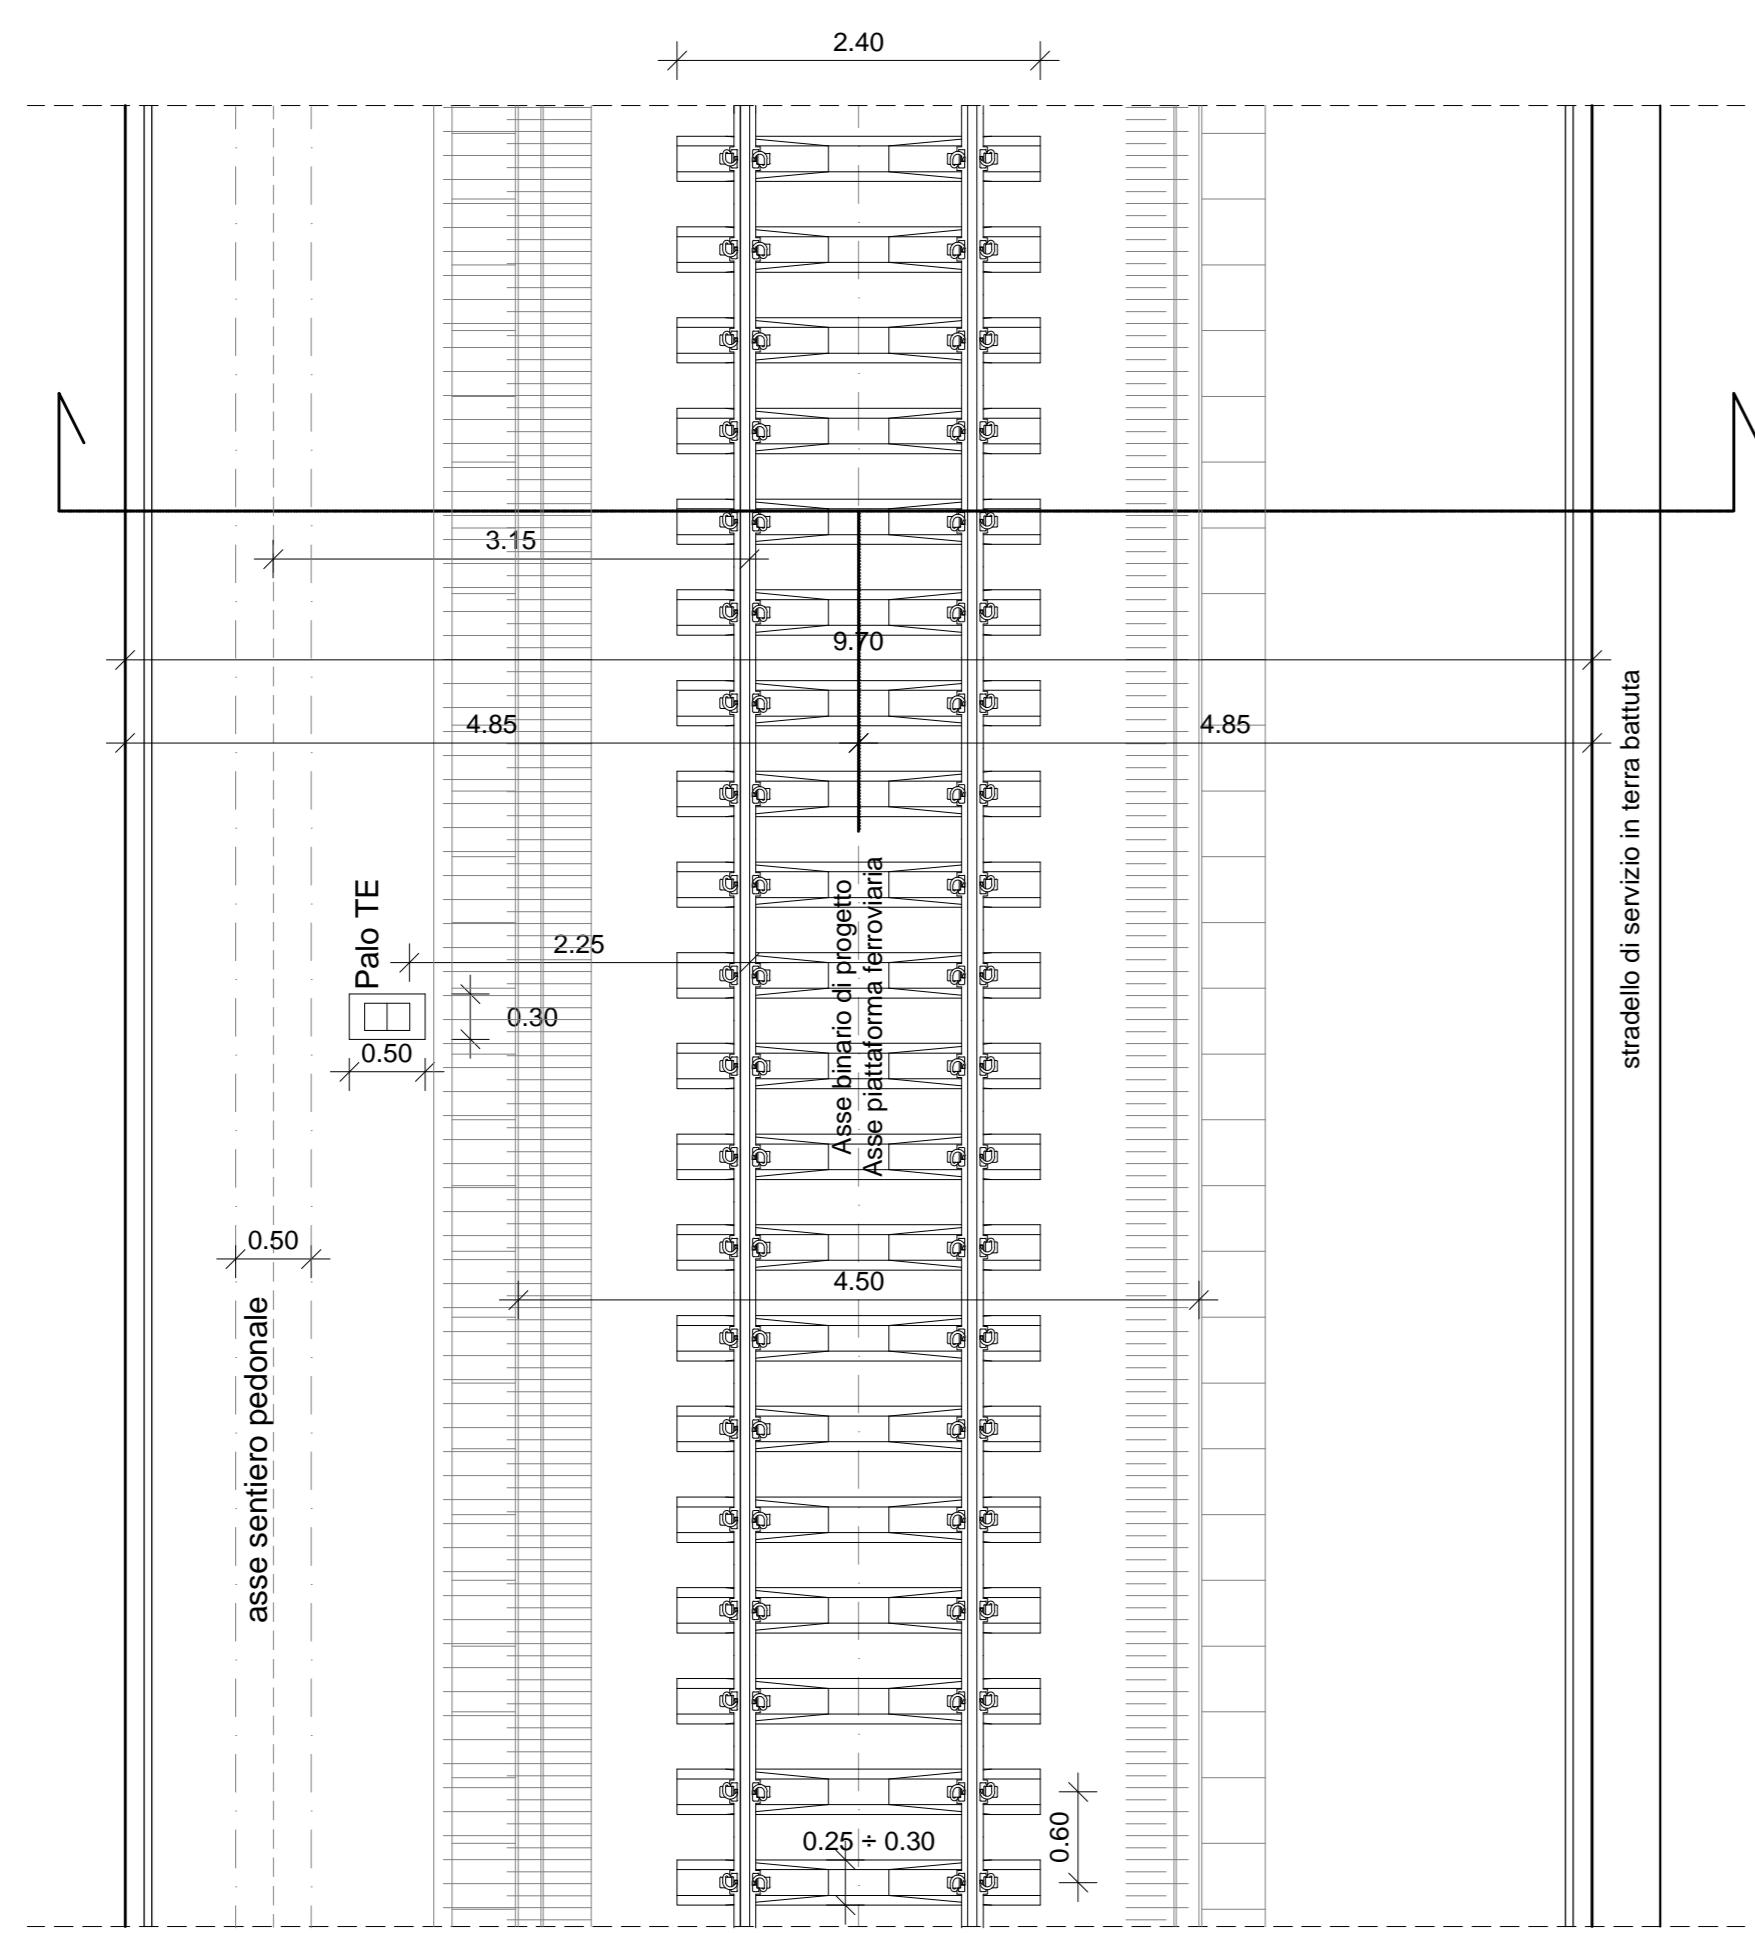 2.40
3.15
9.70
4.85
4.85
stradello di servizio in terra battuta
Palo TE
2.25
Asse binario di progetto
Asse piattaforma ferroviaria
0.30
0.50
0.50
4.50
asse sentiero pedonale
0.25 ÷ 0.30
0.60